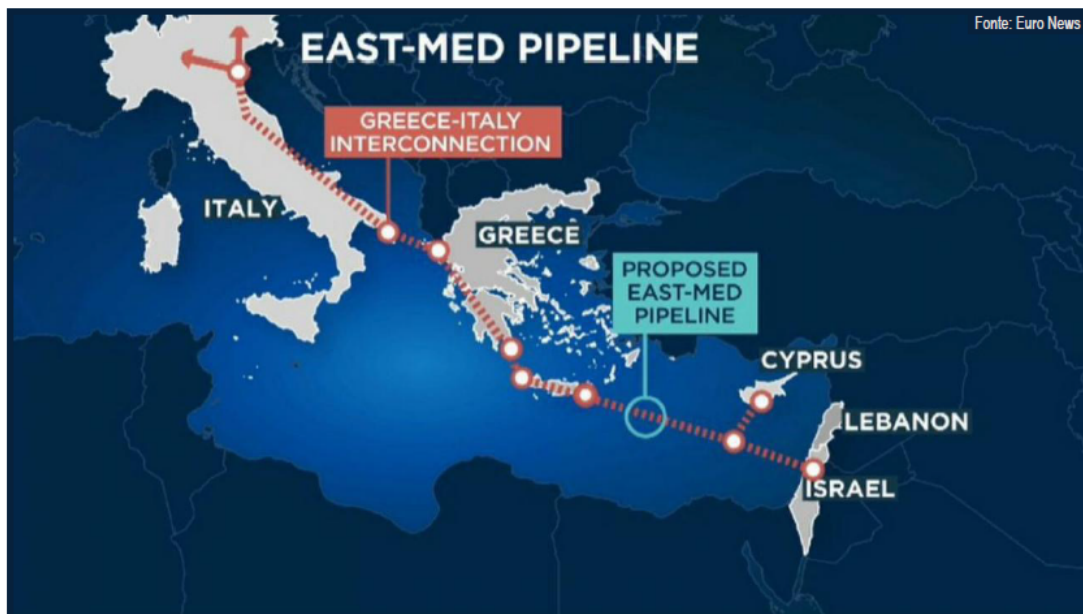 Fonte: Euro News
EAST-MED PIPELINE
GREECE-ITALY
INTERCONNECTION
ITALY
GREECE
PROPOSED
EAST-MED
PIPELINE
CYPRUS
LEBANON
ISRAEL